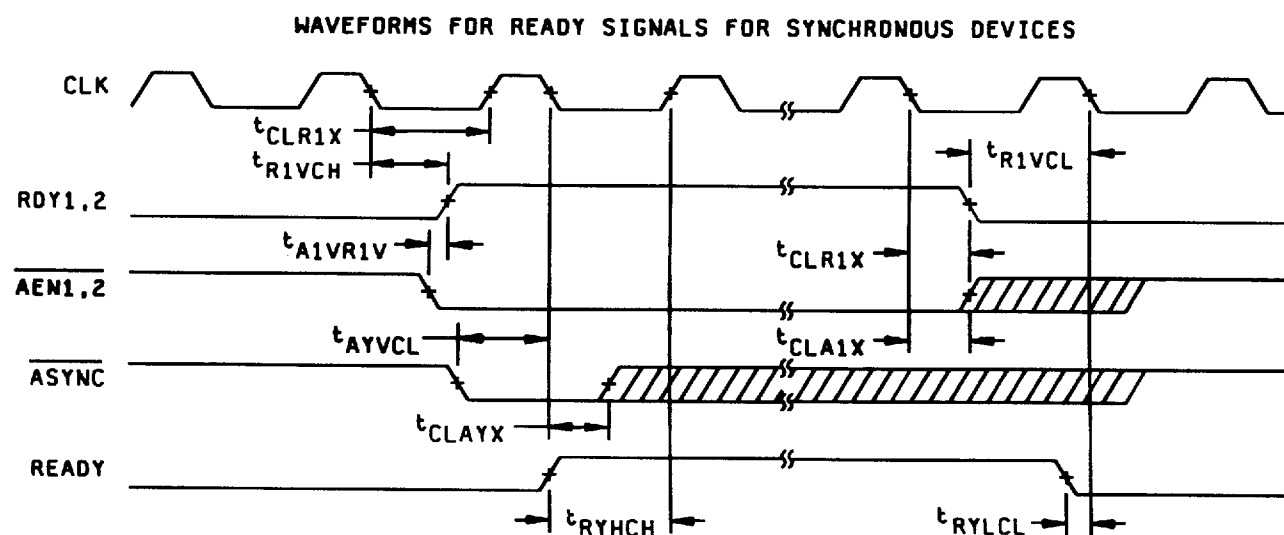 WAVEFORMS FOR READY SIGNALS FOR SYNCHRONOUS DEVICES
CLK
tCLR1X
tR1VCH
tR1VCL
RDY1,2
tA1VR1V
tCLR1X
AEN1,2
tAYVCL
tCLA1X
ASYNC
tCLAYX
READY
tRYHCH
tRYLCL